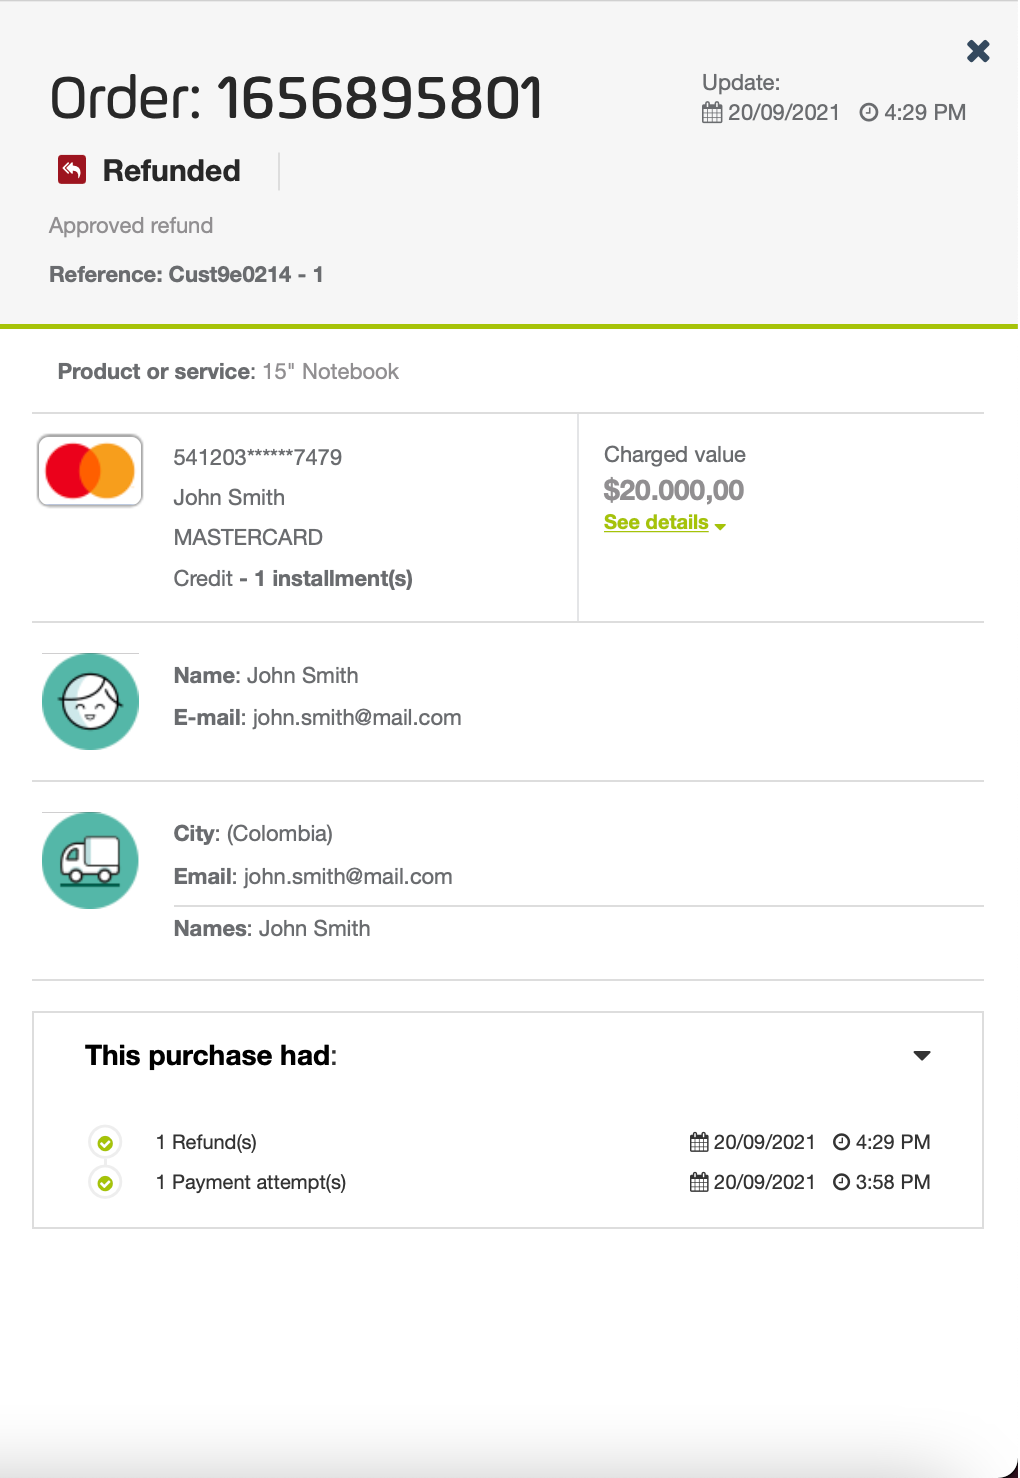 Order: 1656895801
Update:
20/09/2021 4:29 PM
Refunded
Approved refund
Reference: Cust9e0214 - 1
Product or service: 15" Notebook
541203******7479
John Smith
MASTERCARD
Credit - 1 installment(s)
Charged value
$20.000,00
See details
Name: John Smith
E-mail: john.smith@mail.com
City: (Colombia)
Email: john.smith@mail.com
Names: John Smith
This purchase had:
1 Refund(s) 20/09/2021 4:29 PM
1 Payment attempt(s) 20/09/2021 3:58 PM